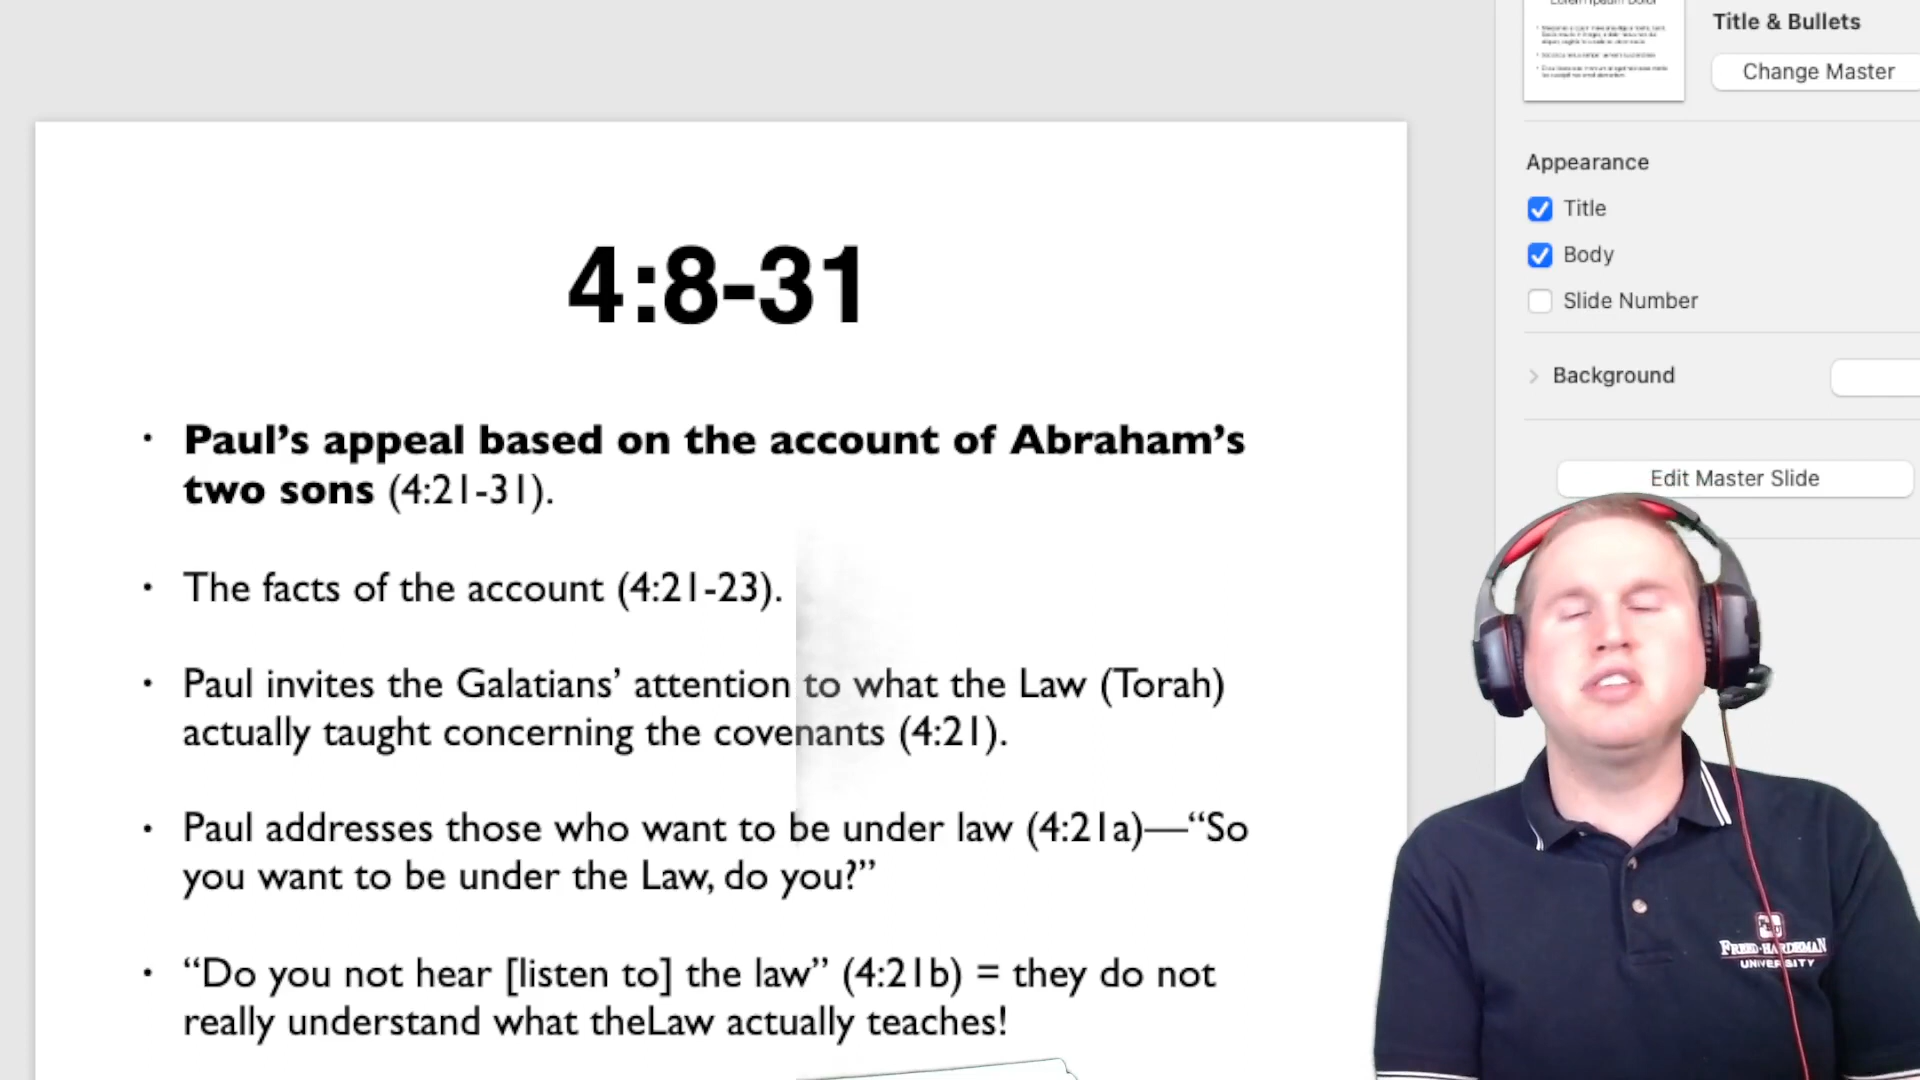 Title & Bullets
Change Master
Appearance
Title
Body
Slide Number
Background
Edit Master Slide
4:8-31
• Paul’s appeal based on the account of Abraham’s
two sons (4:21-31).
• The facts of the account (4:21-23).
• Paul invites the Galatians’ attention to what the Law (Torah)
actually taught concerning the covenants (4:21).
• Paul addresses those who want to be under law (4:21a)—“So
you want to be under the Law, do you?”
• “Do you not hear [listen to] the law” (4:21b) = they do not
really understand what theLaw actually teaches!
FREED-HARDEMAN
UNIVERSITY